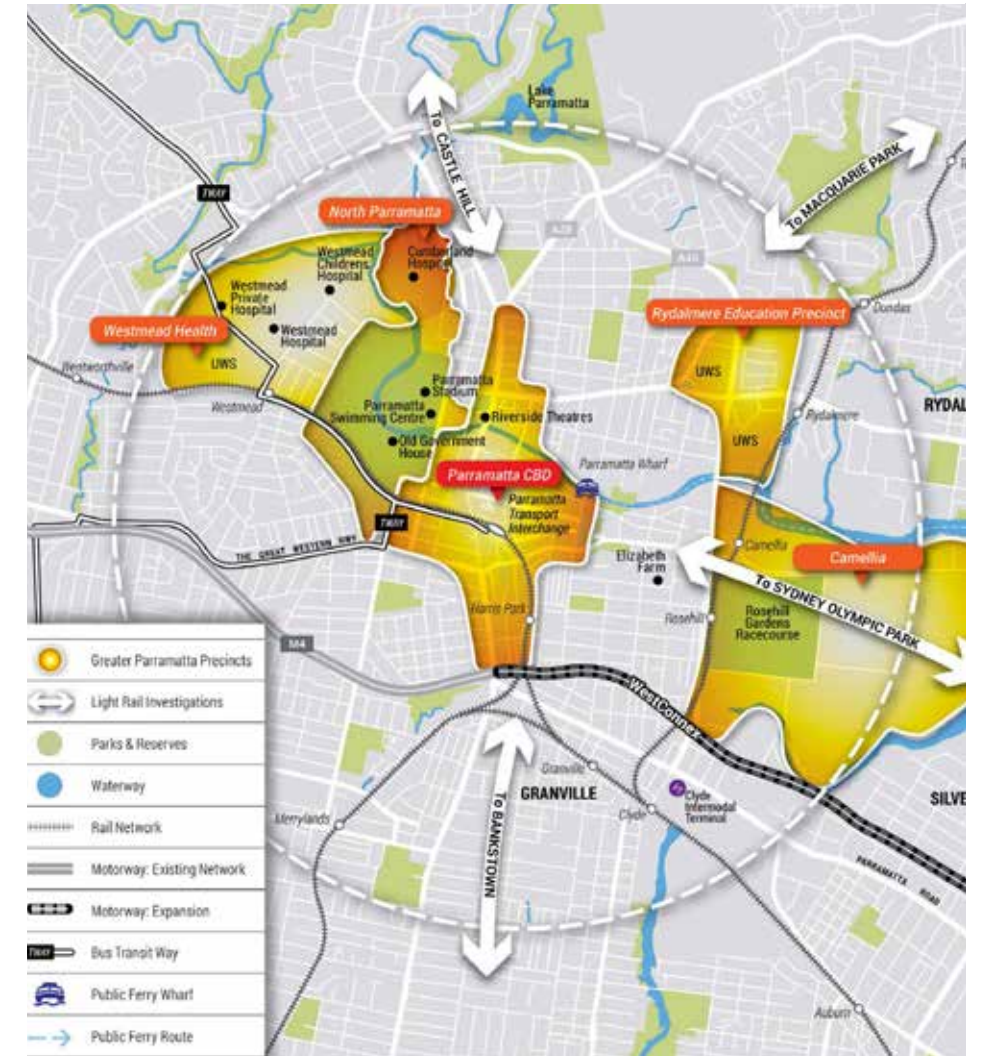 Lake
Parramatta
To CASTLE HILL
To MACQUARIE PARK
TWAY
North Parramatta
A28
A40
Westmead
Childrens
Hospital
Cumberland
Hospital
Westmead
Private
Hospital
Dundas
Rydalmere Education Precinct
Westmead Health
Westmead
Hospital
UWS
Wentworthville
UWS
Westmead
Parramatta
Stadium
RYDAL
Parramatta
Swimming Centre
Riverside Theatres
Rydalmere
Old Government
House
UWS
Parramatta CBD
Parramatta Wharf
Parramatta
Transport
Interchange
TWAY
THE GREAT WESTERN HWY
Elizabeth
Farm
Camellia
Camellia
To SYDNEY OLYMPIC PARK
Harris Park
Rosehill
Rosehill
Gardens
Racecourse
M4
WestConnex
Granville
GRANVILLE
Clyde
Clyde
Intermodal
Terminal
SILVE
Merrylands
To BANKSTOWN
PARRAMATTA ROAD
Auburn
Greater Parramatta Precincts
Light Rail Investigations
Parks & Reserves
Waterway
Rail Network
Motorway: Existing Network
Motorway: Expansion
TWAY
Bus Transit Way
Public Ferry Wharf
Public Ferry Route